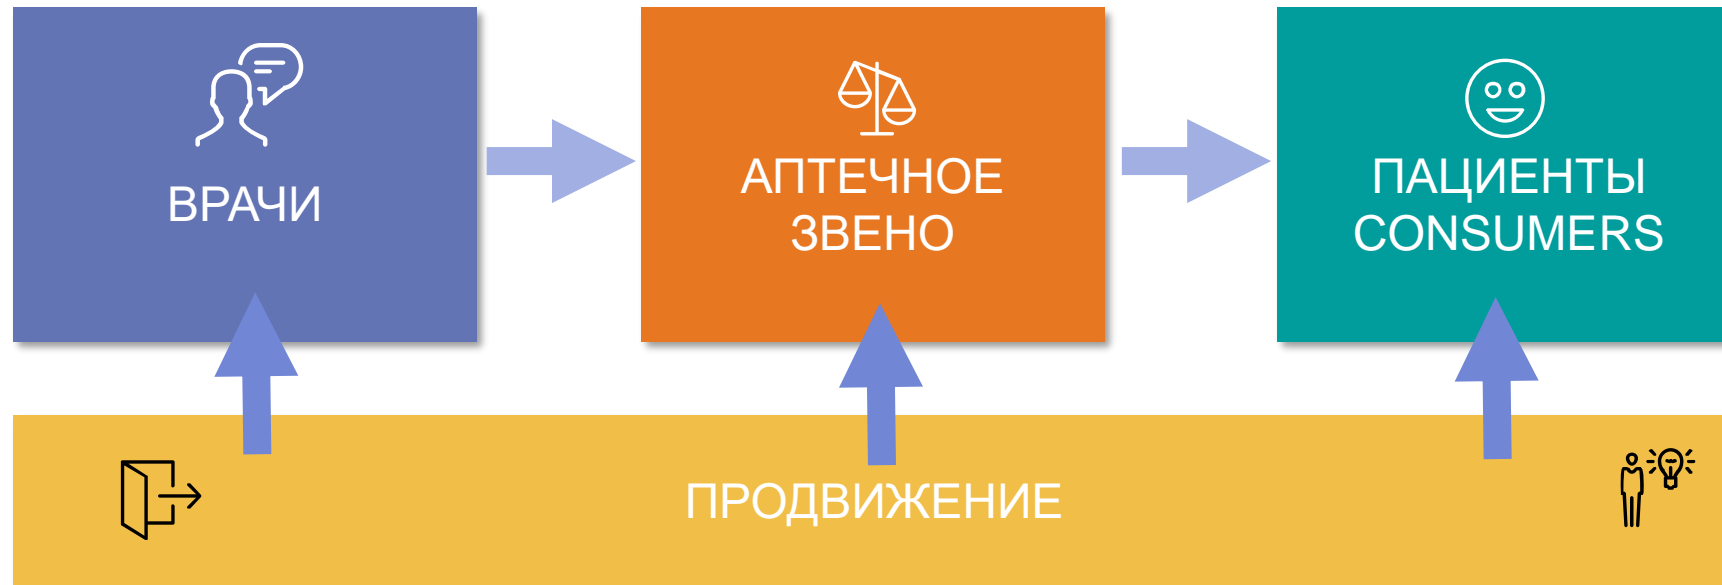 ВРАЧИ
АПТЕЧНОЕ
ЗВЕНО
ПАЦИЕНТЫ
CONSUMERS
ПРОДВИЖЕНИЕ